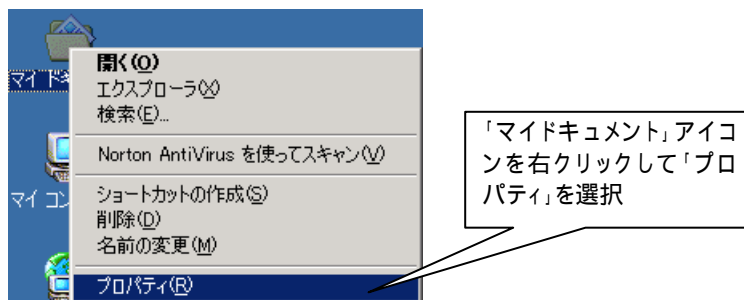 マイ ドキ
開く(O)
エクスプローラ(X)
検索(E)...
Norton AntiVirus を使ってスキャン(V)
マイ コン
ショートカットの作成(S)
削除(D)
名前の変更(M)
プロパティ(R)
「マイドキュメント」アイコ
ンを右クリックして「プロ
パティ」を選択